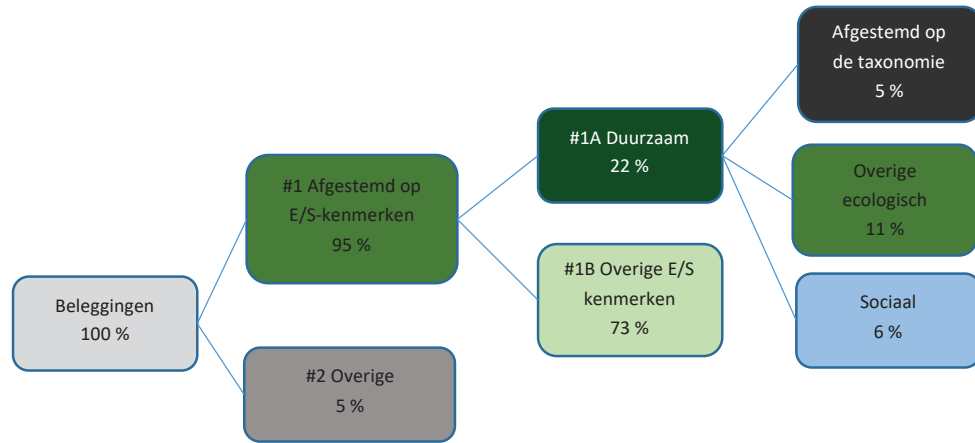 Beleggingen
100 %
#1 Afgestemd op
E/S-kenmerken
95 %
#2 Overige
5 %
#1A Duurzaam
22 %
#1B Overige E/S
kenmerken
73 %
Afgestemd op
de taxonomie
5 %
Overige
ecologisch
11 %
Sociaal
6 %